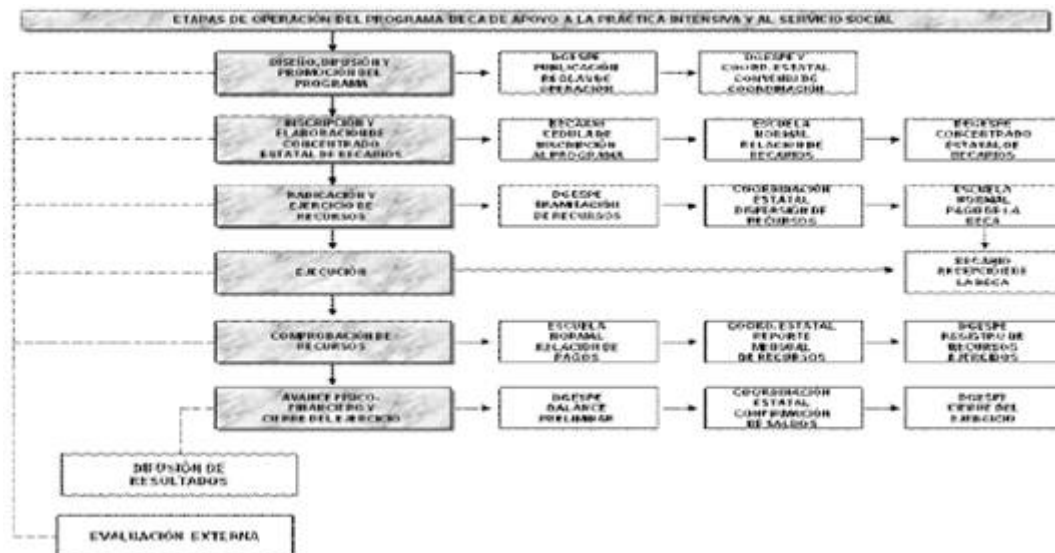 ETAPAS DE OPERACIÓN DEL PROGRAMA BECA DE APOYO A LA PRÁCTICA INTENSIVA Y AL SERVICIO SOCIAL
DISEÑO, DIFUSIÓN Y
PROMOCIÓN DEL
PROGRAMA
DGESPE
PUBLICACIÓN
REGLAS DE
OPERACIÓN
DGESPE Y
COORD. ESTATAL
CONVENIO DE
COORDINACIÓN
INSCRIPCIÓN Y
ELABORACIÓN DE
CONCENTRADO
ESTATAL DE BECARIOS
BECARIO
CEDULA DE
INSCRIPCIÓN
AL PROGRAMA
ESCUELA
NORMAL
RELACIÓN DE
BECARIOS
DGESPE
CONCENTRADO
ESTATAL DE
BECARIOS
RADICACIÓN Y
EJERCICIO DE
RECURSOS
DGESPE
TRAMITACIÓN
DE RECURSOS
COORDINACIÓN
ESTATAL
DISPERSIÓN DE
RECURSOS
ESCUELA
NORMAL
PAGO DE LA
BECA
EJECUCIÓN
BECARIO
RECEPCIÓN DE
LA BECA
COMPROBACIÓN DE
RECURSOS
ESCUELA
NORMAL
RELACIÓN DE
PAGOS
COORD. ESTATAL
REPORTE
MENSUAL
DE RECURSOS
DGESPE
REGISTRO DE
RECURSOS
EJERCIDOS
AVANCE FÍSICO-
FINANCIERO Y
CIERRE DEL EJERCICIO
DGESPE
BALANCE
PRELIMINAR
COORDINACIÓN
ESTATAL
CONFIRMACIÓN
DE SALDOS
DGESPE
CIERRE DEL
EJERCICIO
DIFUSIÓN DE
RESULTADOS
EVALUACIÓN EXTERNA